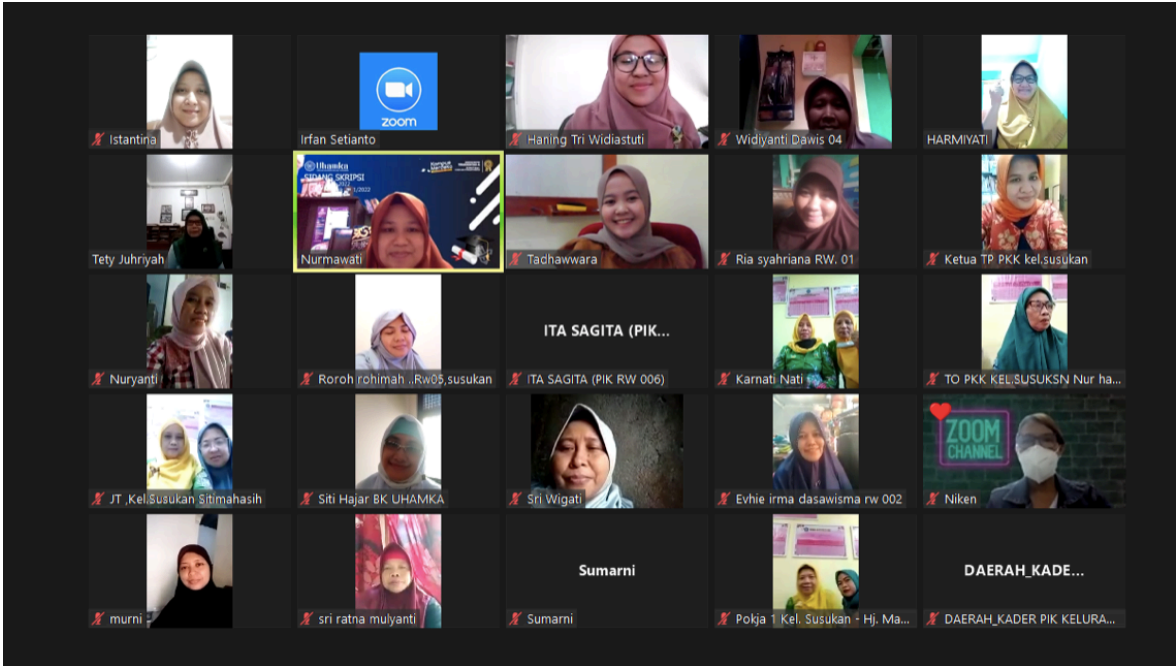 Istantina
zoom
Irfan Setianto
Haning Tri Widiastuti
Widiyanti Dawis 04
HARMIYATI
Tety Juhriyah
Uhamka
SIDANG SKRIPSI
Nurmawati
Tadhawwara
Ria syahriana RW. 01
Ketua TP PKK kel.susukan
Nuryanti
Roroh rohimah ..Rw05,susukan
ITA SAGITA (PIK...
ITA SAGITA (PIK RW 006)
Karnati Nati
TO PKK KEL.SUSUKSN Nur ha...
JT ,Kel.Susukan Sitimahasih
Siti Hajar BK UHAMKA
Sri Wigati
Evhie irma dasawisma rw 002
ZOOM
CHANNEL
Niken
murni
sri ratna mulyanti
Sumarni
Sumarni
Pokja 1 Kel. Susukan - Hj. Ma...
DAERAH_KADE...
DAERAH_KADER PIK KELURA...